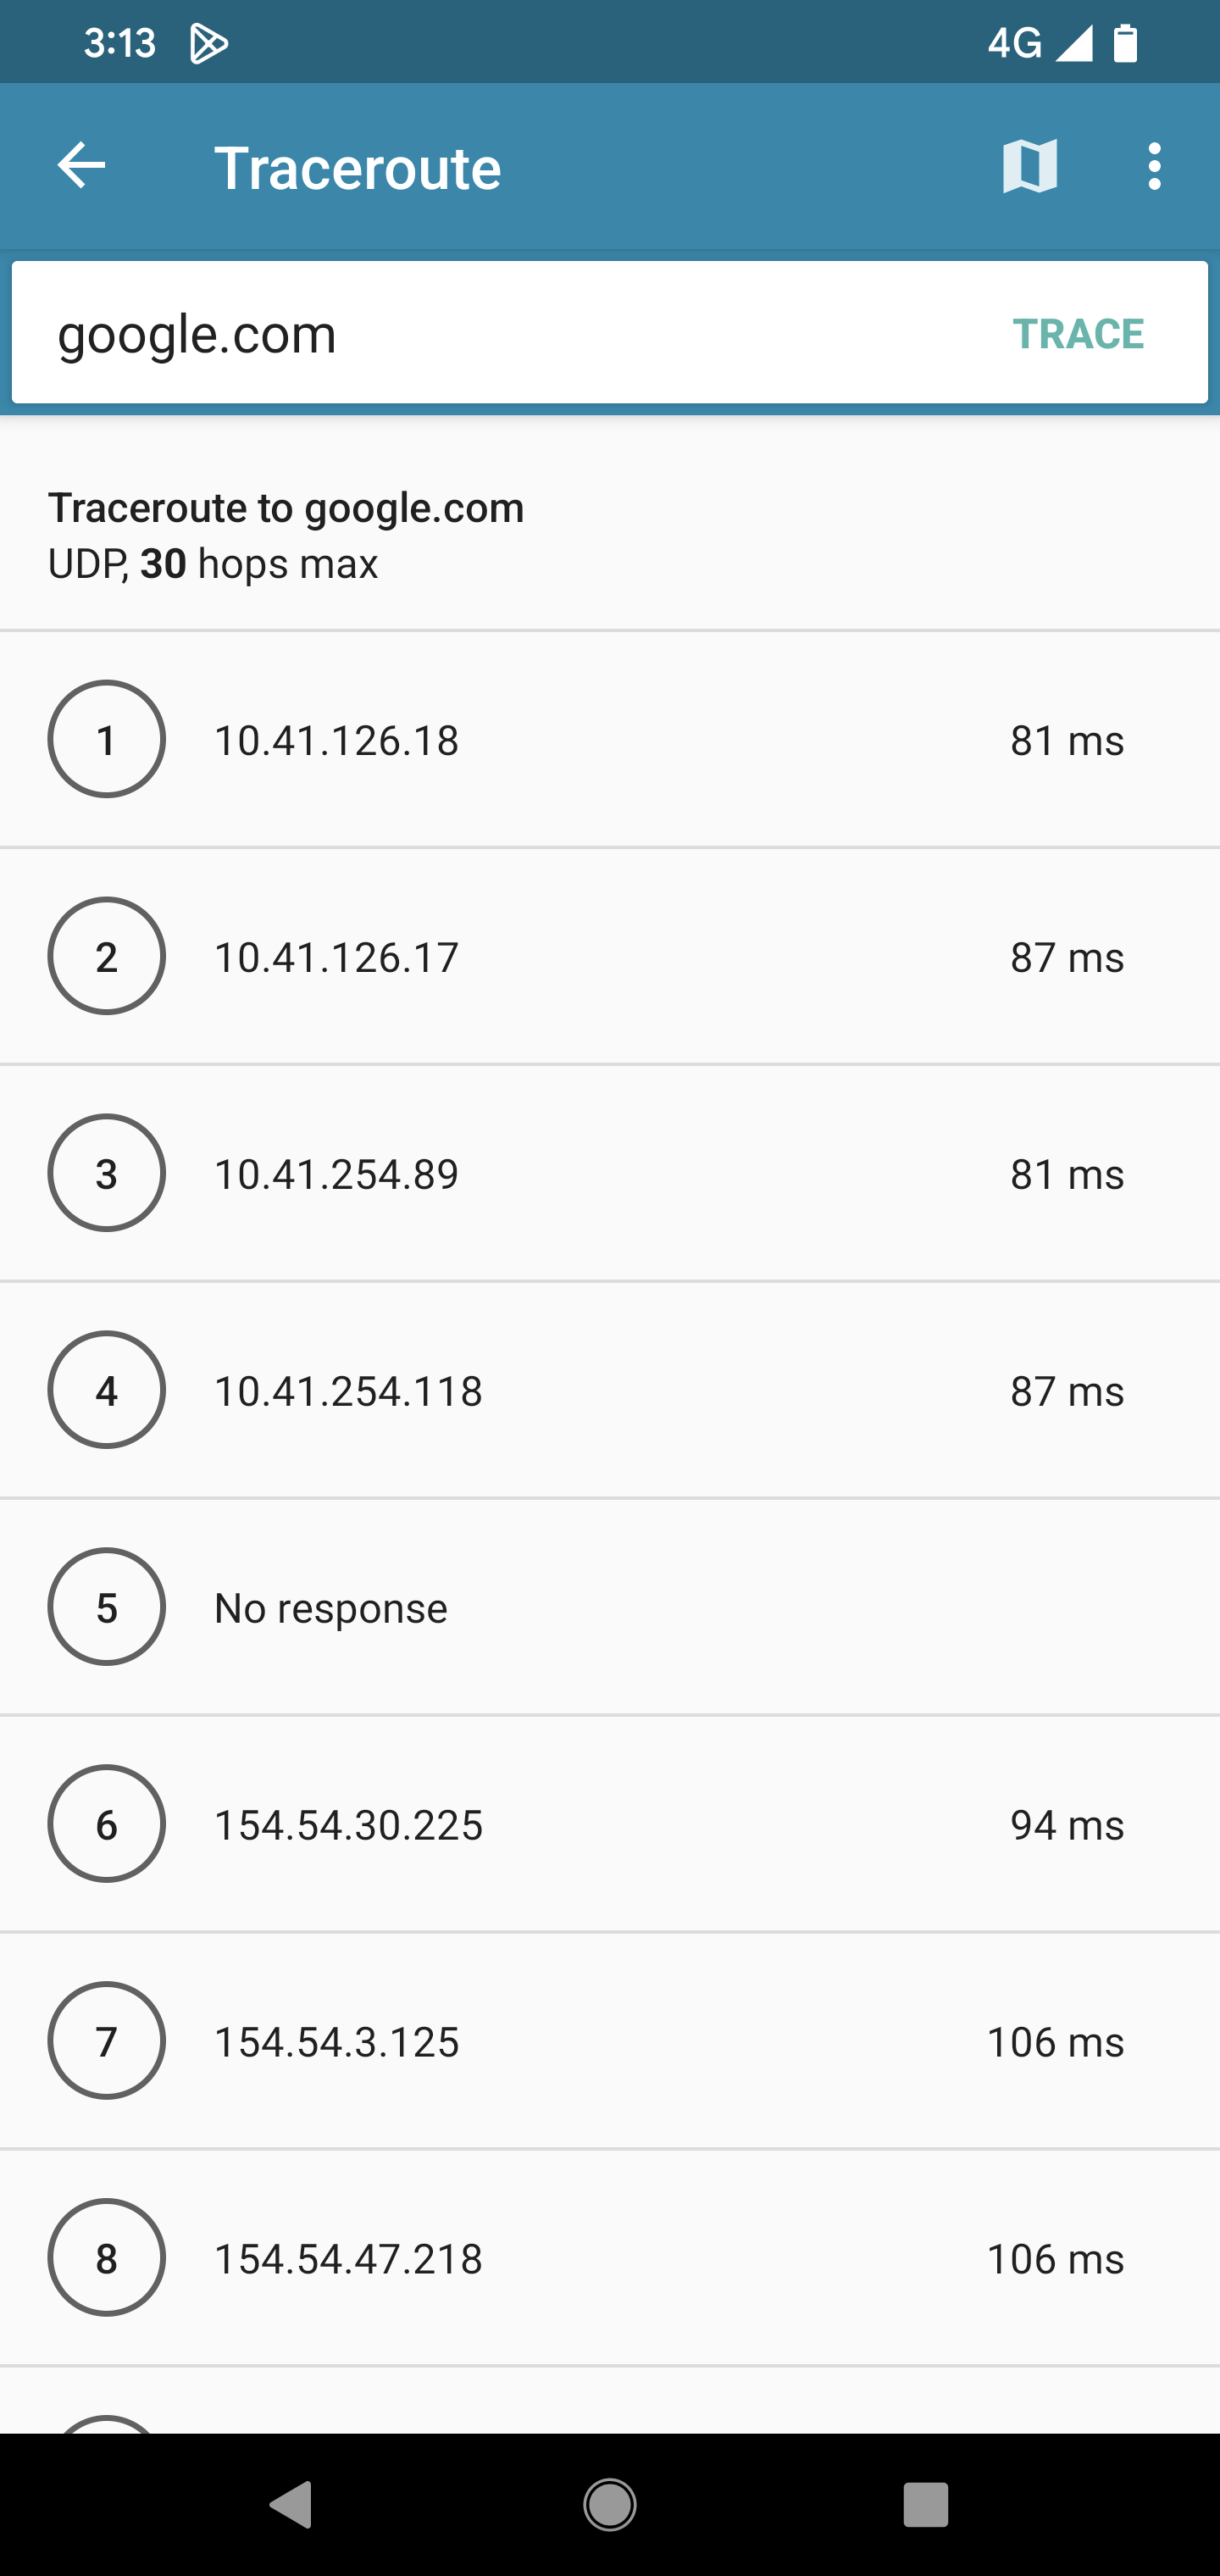 3:13 4G
Traceroute
google.com TRACE
Traceroute to google.com
UDP, 30 hops max
1 10.41.126.18 81 ms
2 10.41.126.17 87 ms
3 10.41.254.89 81 ms
4 10.41.254.118 87 ms
5 No response
6 154.54.30.225 94 ms
7 154.54.3.125 106 ms
8 154.54.47.218 106 ms